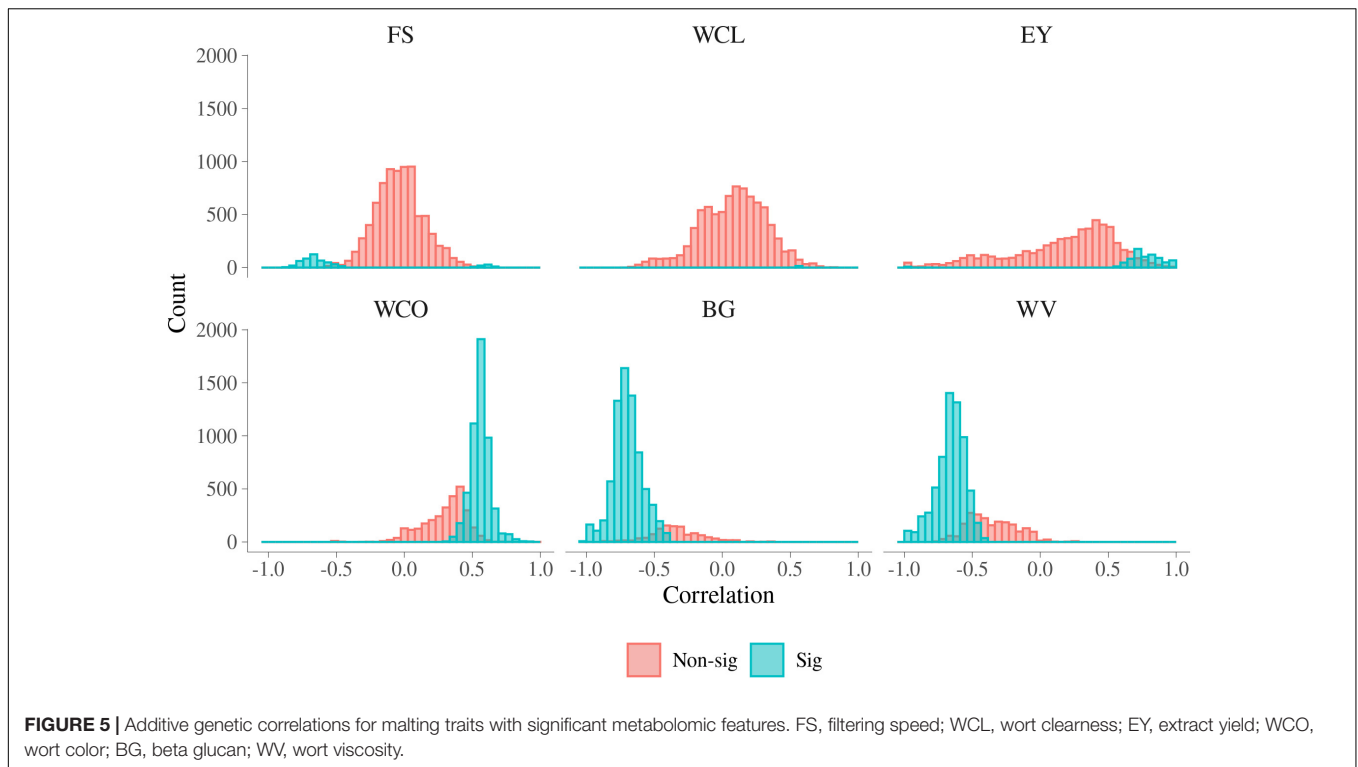 FS WCL EY
2000
1500
1000
500
0
Count
WCO BG WV
2000
1500
1000
500
0
-1.0 -0.5 0.0 0.5 1.0 -1.0 -0.5 0.0 0.5 1.0 -1.0 -0.5 0.0 0.5 1.0
Correlation
Non-sig Sig
FIGURE 5 | Additive genetic correlations for malting traits with significant metabolomic features. FS, filtering speed; WCL, wort clearness; EY, extract yield; WCO,
wort color; BG, beta glucan; WV, wort viscosity.